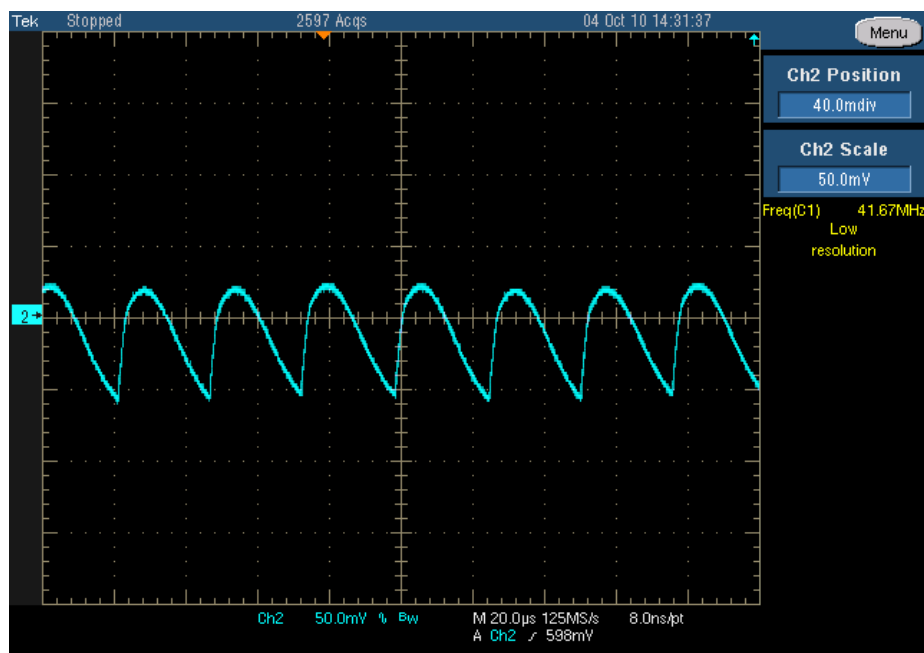 Tek Stopped 2597 Acqs 04 Oct 10 14:31:37
Menu
Ch2 Position
40.0mdiv
Ch2 Scale
50.0mV
Freq(C1) 41.67MHz
Low
resolution
2
Ch2 50.0mV ∿ Bw M 20.0µs 125MS/s 8.0ns/pt
A Ch2 ∕ 598mV